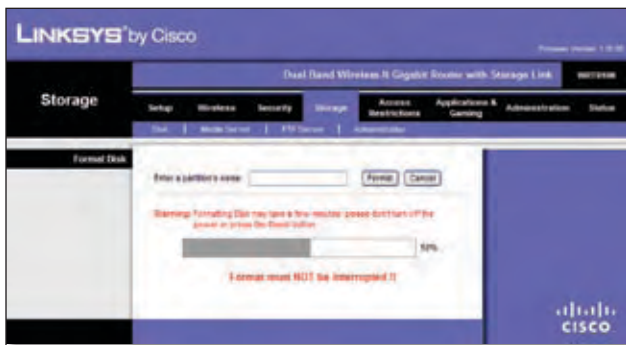 LINKSYS® by Cisco
Firmware Version:
Dual Band Wireless-N Gigabit Router with Storage Link
Storage
Setup Wireless Security Storage Access Restrictions Applications & Gaming Administration Status
Disk | Media Server | FTP Server | Administration
Format Disk
Enter a partition's name: Format Cancel
Warning: Formatting Disk may take a few minutes, please don't turn off the
power or press the Reset button.
Format must NOT be interrupted !!
CISCO